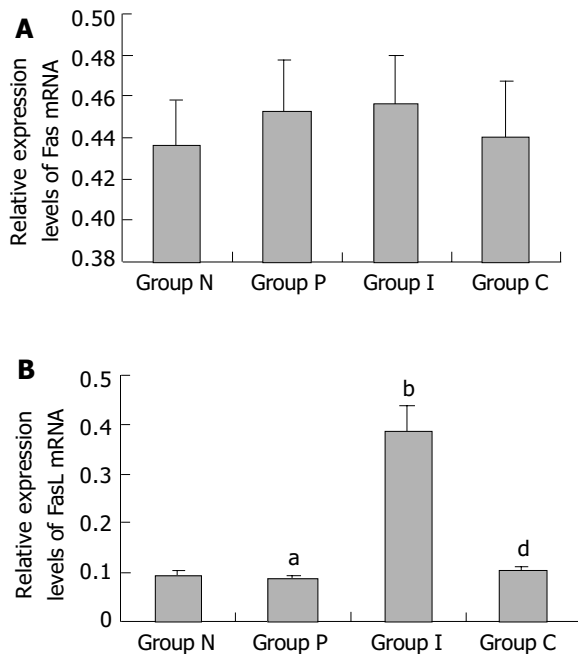 A
Relative expression
levels of Fas mRNA
0.50
0.48
0.46
0.44
0.42
0.40
0.38
Group N Group P Group I Group C
B
Relative expression
levels of FasL mRNA
0.5
0.4
0.3
0.2
0.1
0
a
b
d
Group N Group P Group I Group C